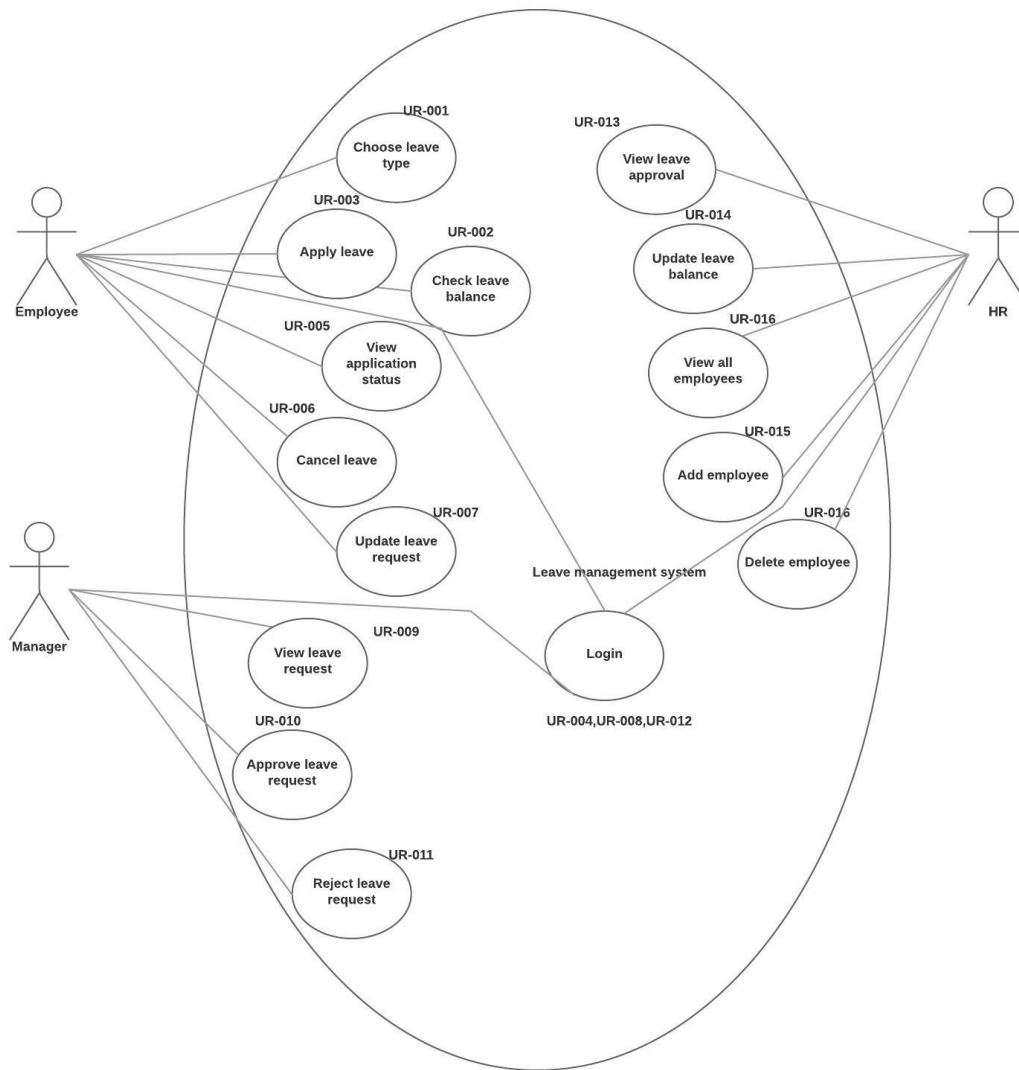 UR-001
Choose leave
type
UR-013
View leave
approval
UR-003
Apply leave
UR-002
Check leave
balance
UR-014
Update leave
balance
Employee
HR
UR-005
View
application
status
UR-016
View all
employees
UR-006
Cancel leave
UR-015
Add employee
UR-007
Update leave
request
UR-016
Delete employee
Leave management system
Manager
UR-009
View leave
request
Login
UR-004,UR-008,UR-012
UR-010
Approve leave
request
UR-011
Reject leave
request